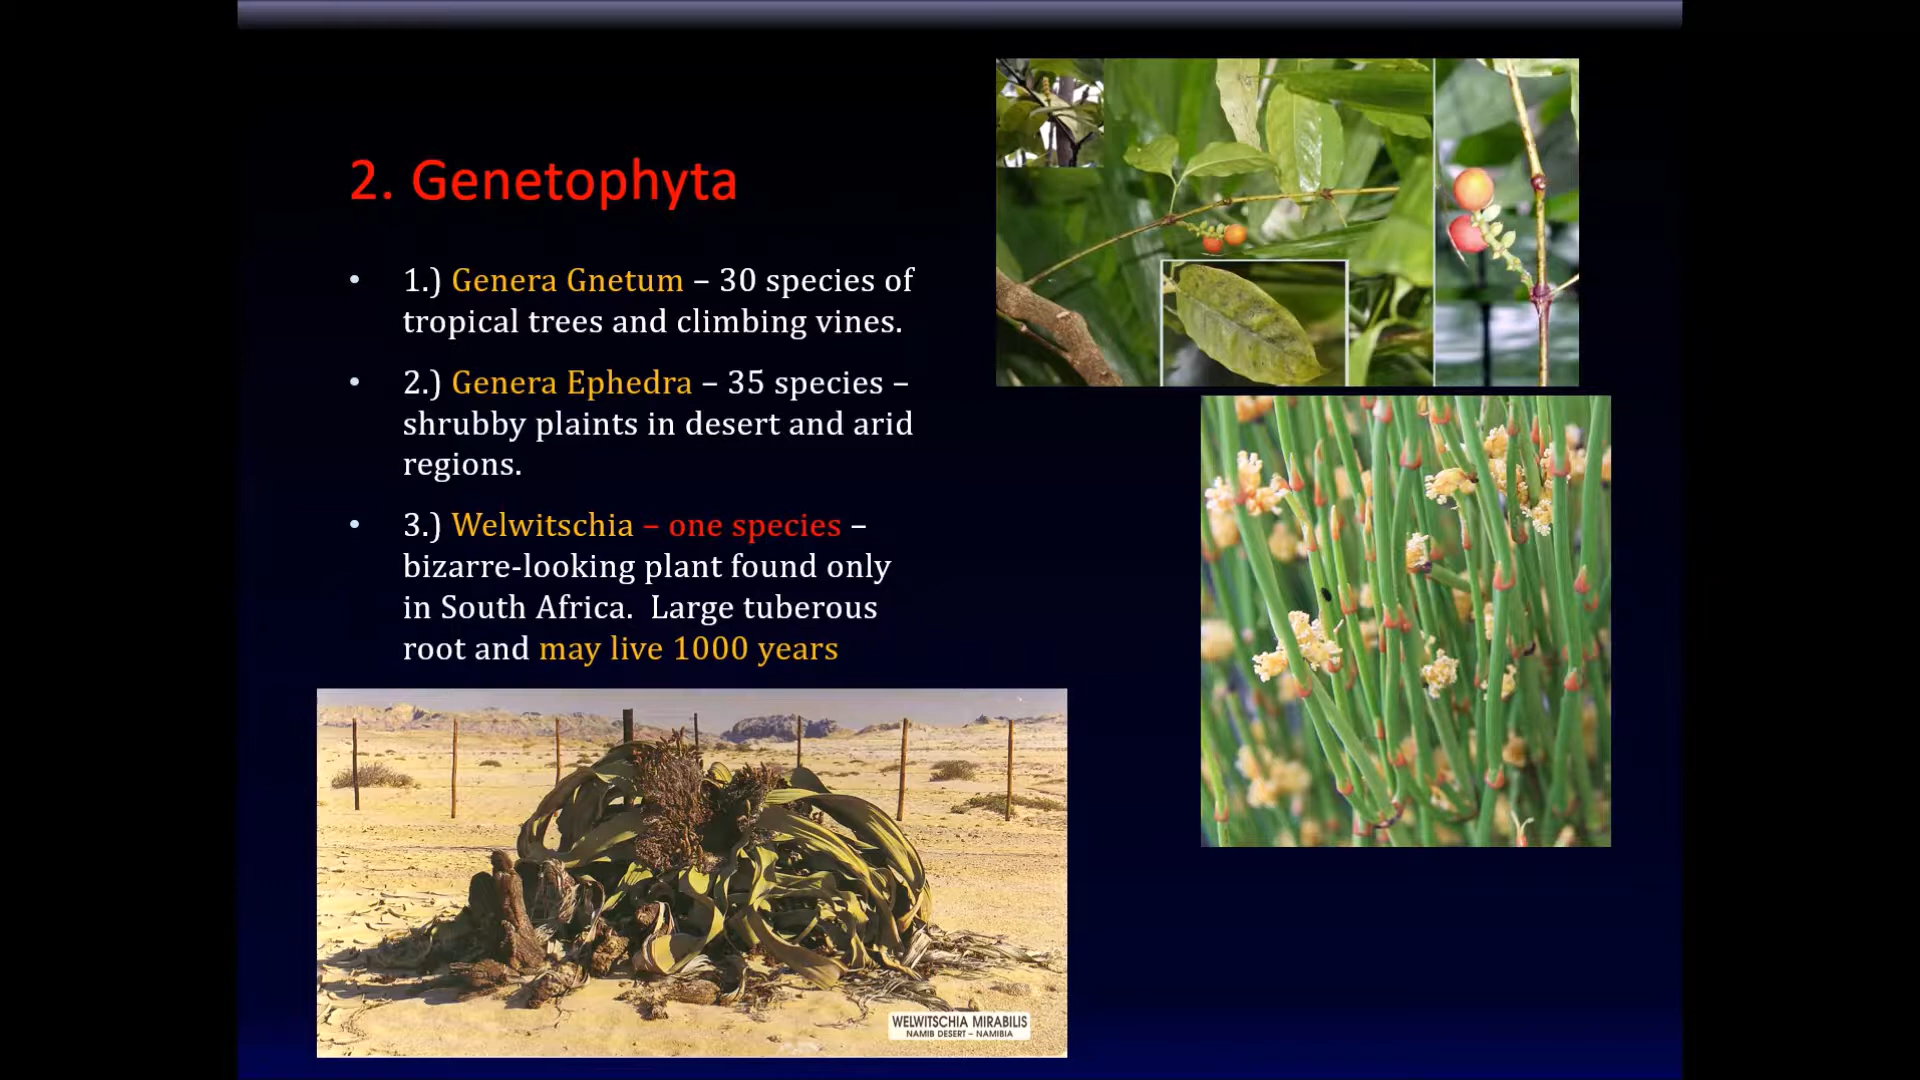 2. Genetophyta
• 1.) Genera Gnetum – 30 species of
tropical trees and climbing vines.
• 2.) Genera Ephedra – 35 species –
shrubby plaints in desert and arid
regions.
• 3.) Welwitschia – one species –
bizarre-looking plant found only
in South Africa.  Large tuberous
root and may live 1000 years
WELWITSCHIA MIRABILIS
NAMIB DESERT – NAMIBIA